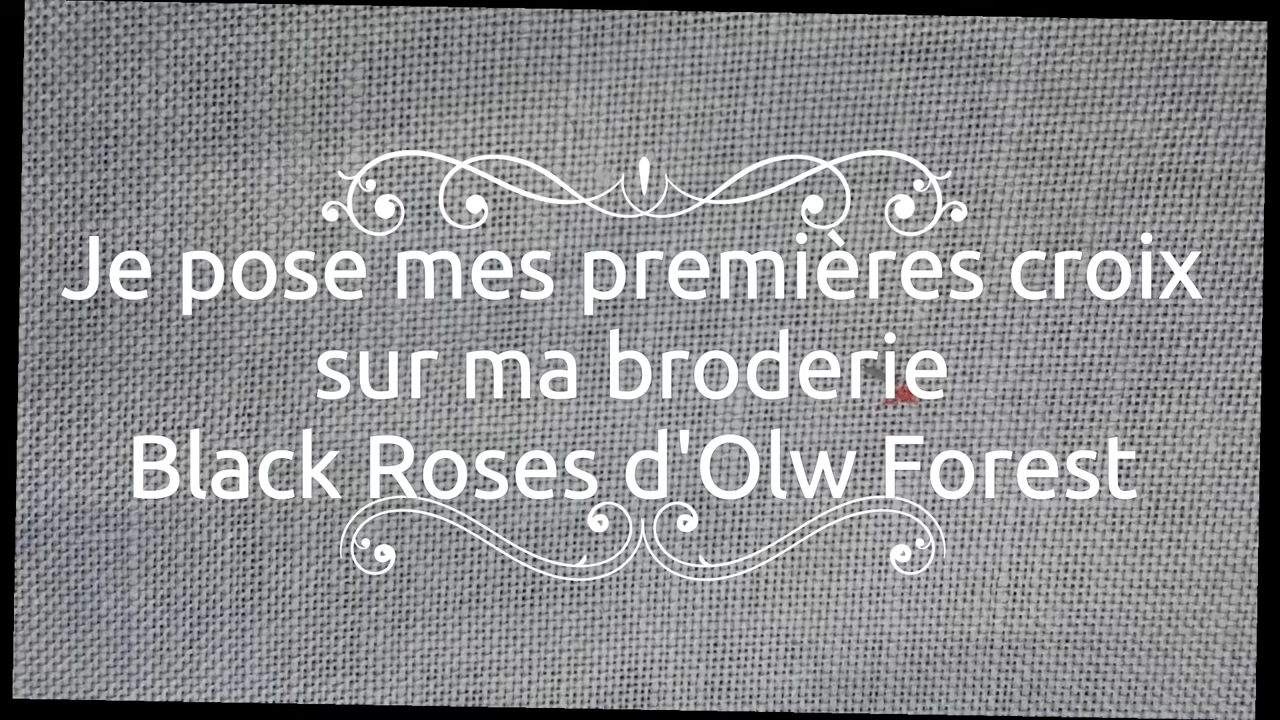 Je pose mes premières croix
sur ma broderie
Black Roses d'Olw Forest